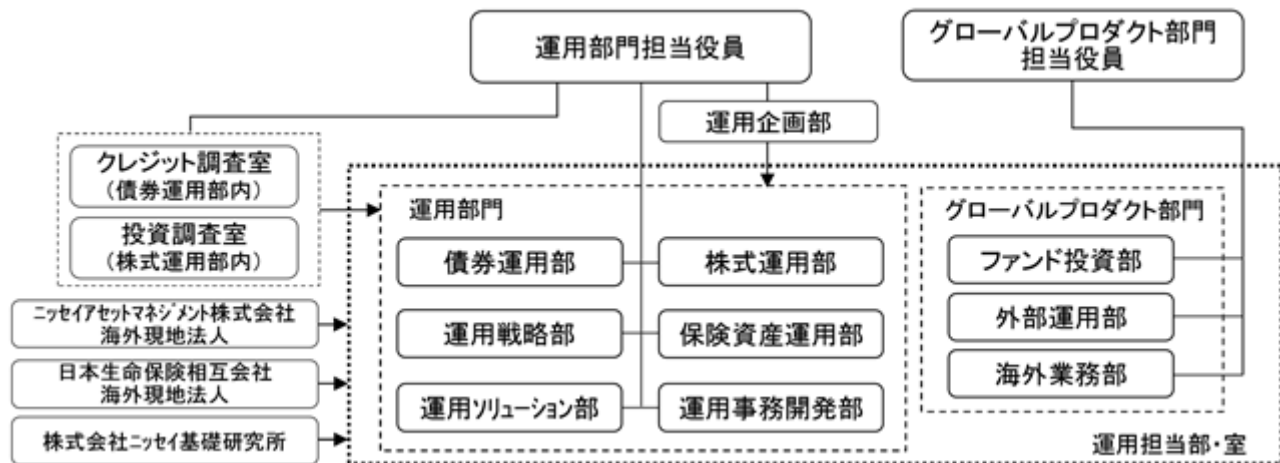 運用部門担当役員
グローバルプロダクト部門
担当役員
運用企画部
クレジット調査室
（債券運用部内）
投資調査室
（株式運用部内）
ニッセイアセットマネジメント株式会社
海外現地法人
日本生命保険相互会社
海外現地法人
株式会社ニッセイ基礎研究所
運用部門
債券運用部
株式運用部
運用戦略部
保険資産運用部
運用ソリューション部
運用事務開発部
グローバルプロダクト部門
ファンド投資部
外部運用部
海外業務部
運用担当部・室